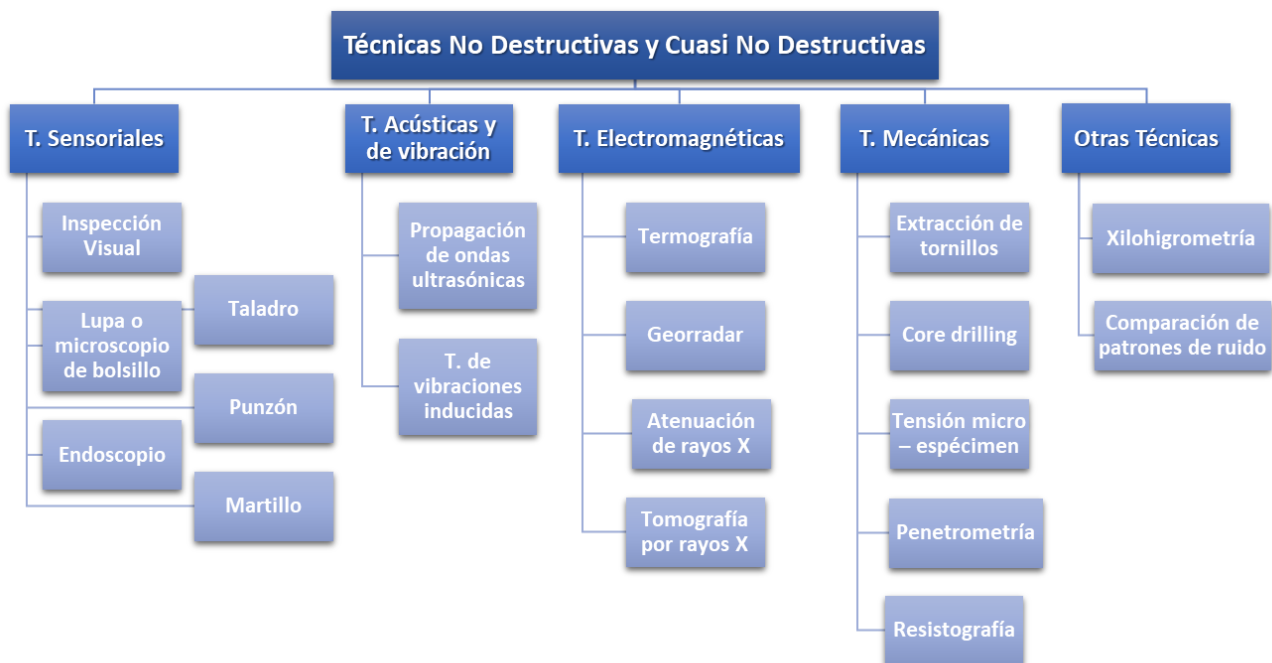 Técnicas No Destructivas y Cuasi No Destructivas
T. Sensoriales
Inspección
Visual
Lupa o
microscopio
de bolsillo
Endoscopio
Taladro
Punzón
Martillo
T. Acústicas y
de vibración
Propagación
de ondas
ultrasónicas
T. de
vibraciones
inducidas
T. Electromagnéticas
Termografía
Georradar
Atenuación
de rayos X
Tomografía
por rayos X
T. Mecánicas
Extracción de
tornillos
Core drilling
Tensión micro
– espécimen
Penetrometría
Resistografía
Otras Técnicas
Xilohigrometría
Comparación de
patrones de ruido